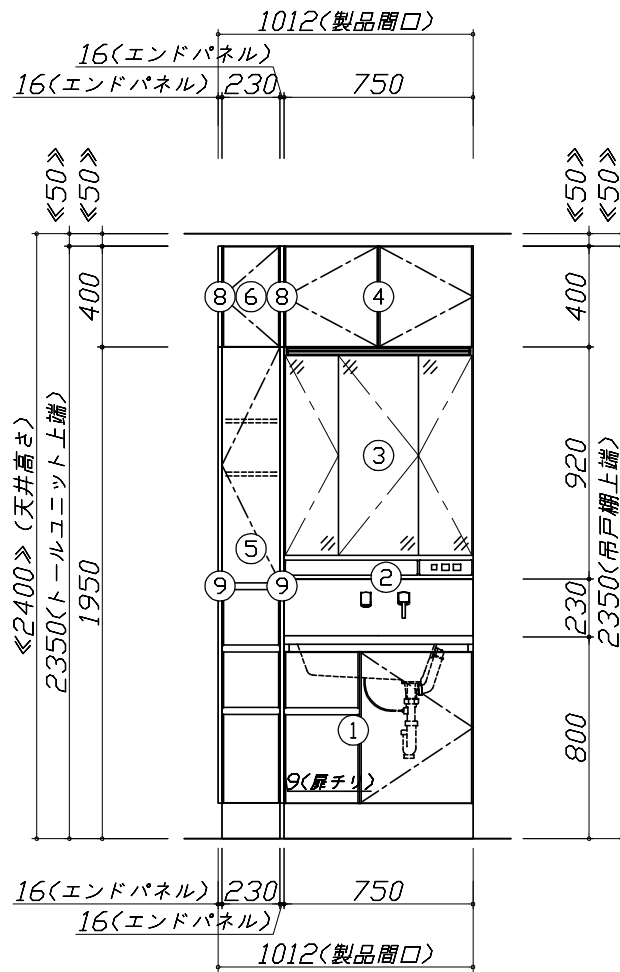 1012(製品間口)
16(エンドパネル)
16(エンドパネル) 230 750
≪50≫ ≪50≫ ≪50≫ ≪50≫
400 400
8 6 8 4
3
920
≪2400≫ (天井高さ)
2350(トールユニット上端)
1950
2350(吊戸棚上端)
5
9 9 2
230
1
800
9(扉チリ)
16(エンドパネル) 230 750
16(エンドパネル)
1012(製品間口)